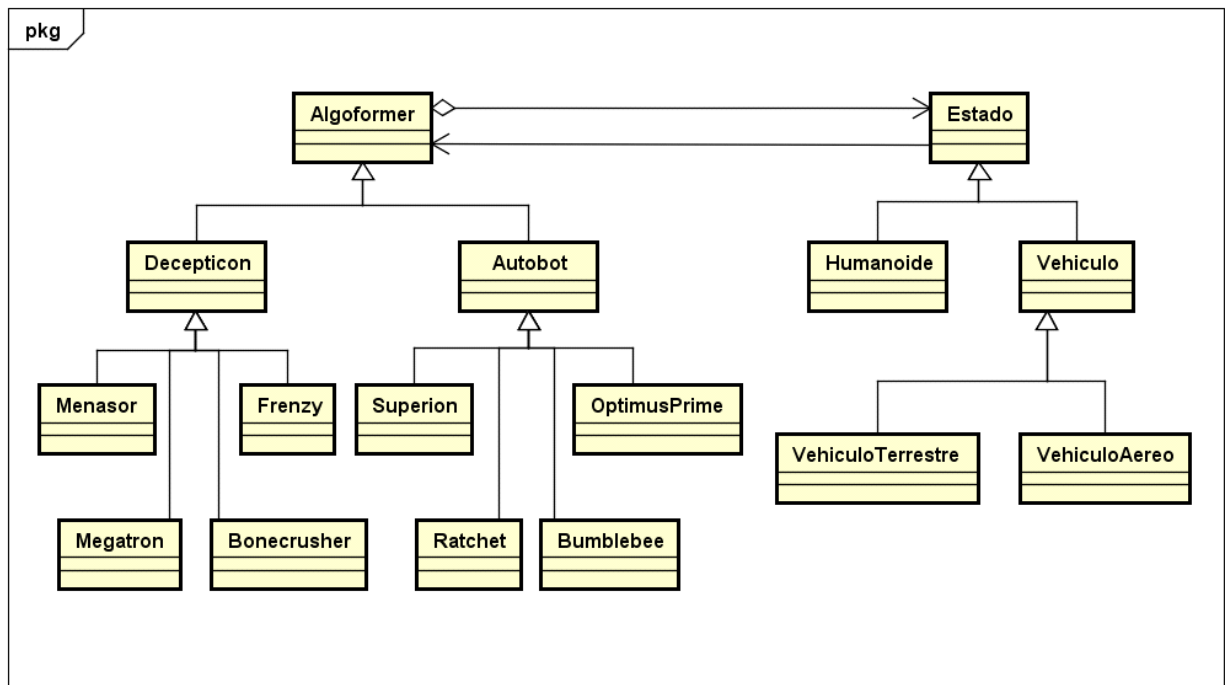 pkg
Algoformer
Estado
Decepticon
Autobot
Humanoide
Vehiculo
Menasor
Frenzy
Superion
OptimusPrime
VehiculoTerrestre
VehiculoAereo
Megatron
Bonecrusher
Ratchet
Bumblebee